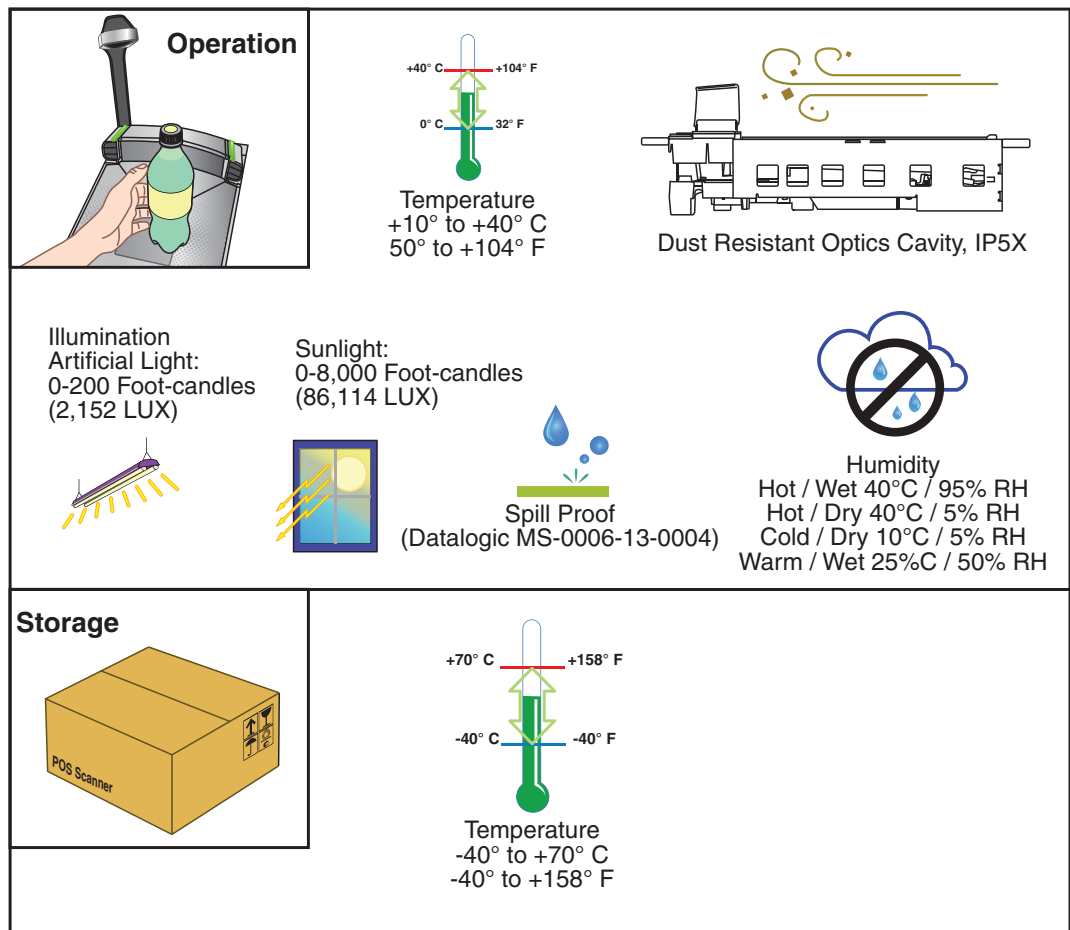 Operation
+40° C
+104° F
0° C
32° F
Temperature
+10° to +40° C
50° to +104° F
Dust Resistant Optics Cavity, IP5X
Illumination
Artificial Light:
0-200 Foot-candles
(2,152 LUX)
Sunlight:
0-8,000 Foot-candles
(86,114 LUX)
Spill Proof
(Datalogic MS-0006-13-0004)
Humidity
Hot / Wet 40°C / 95% RH
Hot / Dry 40°C / 5% RH
Cold / Dry 10°C / 5% RH
Warm / Wet 25%C / 50% RH
Storage
POS Scanner
+70° C
+158° F
-40° C
-40° F
Temperature
-40° to +70° C
-40° to +158° F